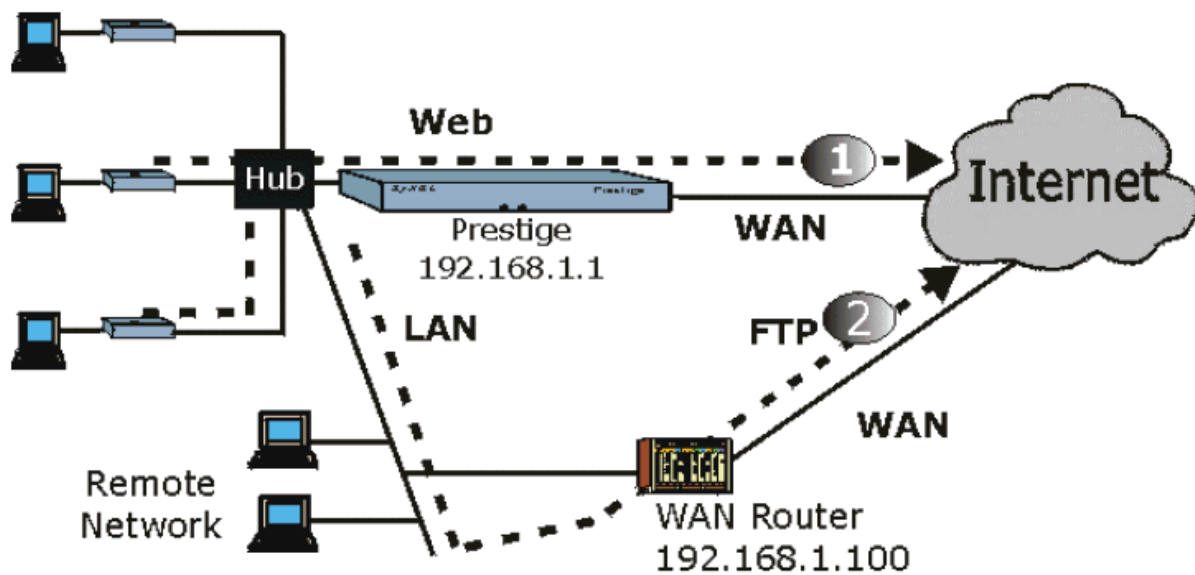 Web
1
Hub
Internet
ZyXEL
Prestige
WAN
Prestige
192.168.1.1
LAN
FTP
2
WAN
Remote
Network
WAN Router
192.168.1.100